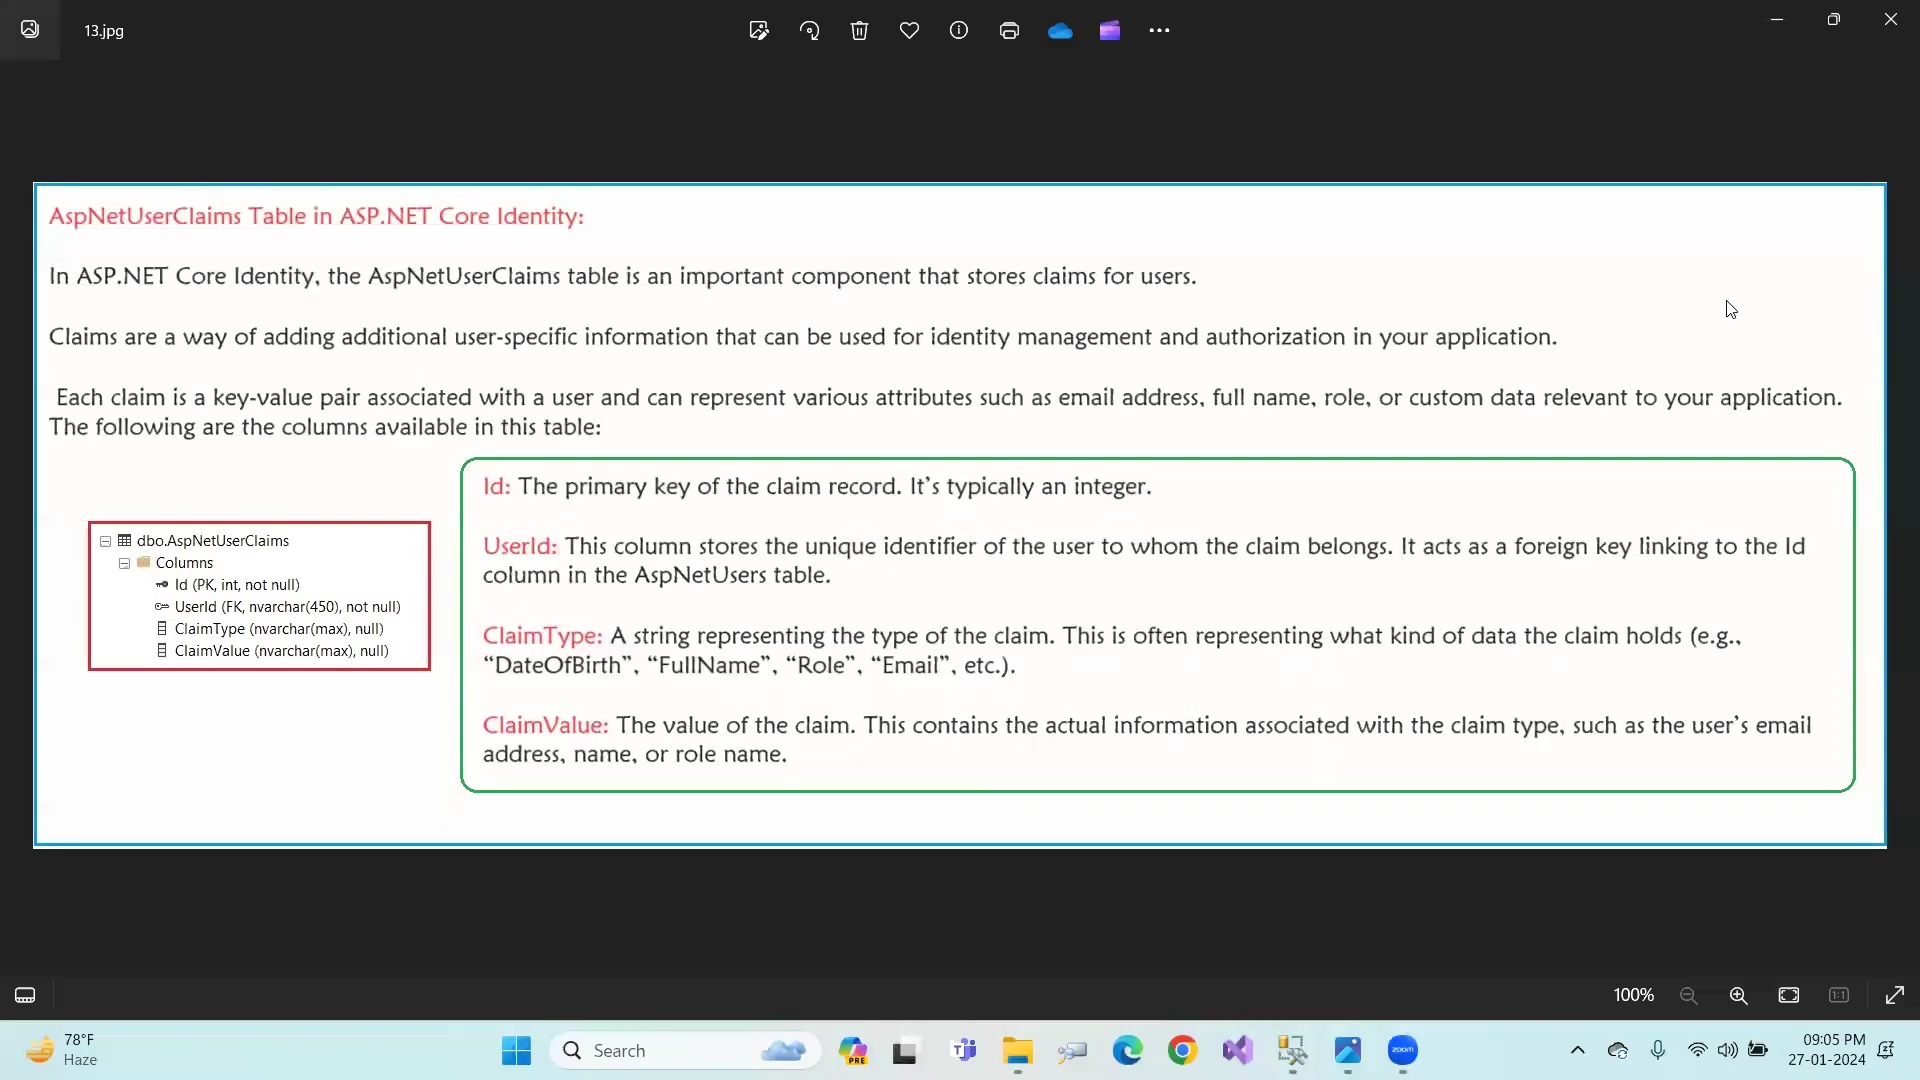 13.jpg
AspNetUserClaims Table in ASP.NET Core Identity:
In ASP.NET Core Identity, the AspNetUserClaims table is an important component that stores claims for users.
Claims are a way of adding additional user-specific information that can be used for identity management and authorization in your application.
Each claim is a key-value pair associated with a user and can represent various attributes such as email address, full name, role, or custom data relevant to your application.
The following are the columns available in this table:
dbo.AspNetUserClaims
Columns
Id (PK, int, not null)
UserId (FK, nvarchar(450), not null)
ClaimType (nvarchar(max), null)
ClaimValue (nvarchar(max), null)
Id: The primary key of the claim record. It’s typically an integer.
UserId: This column stores the unique identifier of the user to whom the claim belongs. It acts as a foreign key linking to the Id
column in the AspNetUsers table.
ClaimType: A string representing the type of the claim. This is often representing what kind of data the claim holds (e.g.,
“DateOfBirth”, “FullName”, “Role”, “Email”, etc.).
ClaimValue: The value of the claim. This contains the actual information associated with the claim type, such as the user’s email
address, name, or role name.
100%
1:1
78°F
Haze
Search
PRE
zoom
09:05 PM
27-01-2024